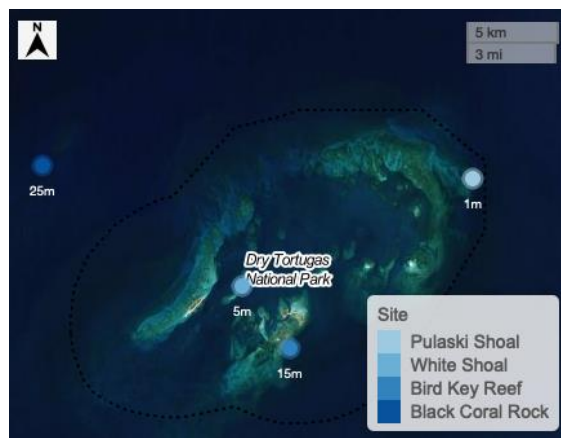 N
5 km
3 mi
25m
1m
Dry Tortugas
National Park
5m
15m
Site
Pulaski Shoal
White Shoal
Bird Key Reef
Black Coral Rock